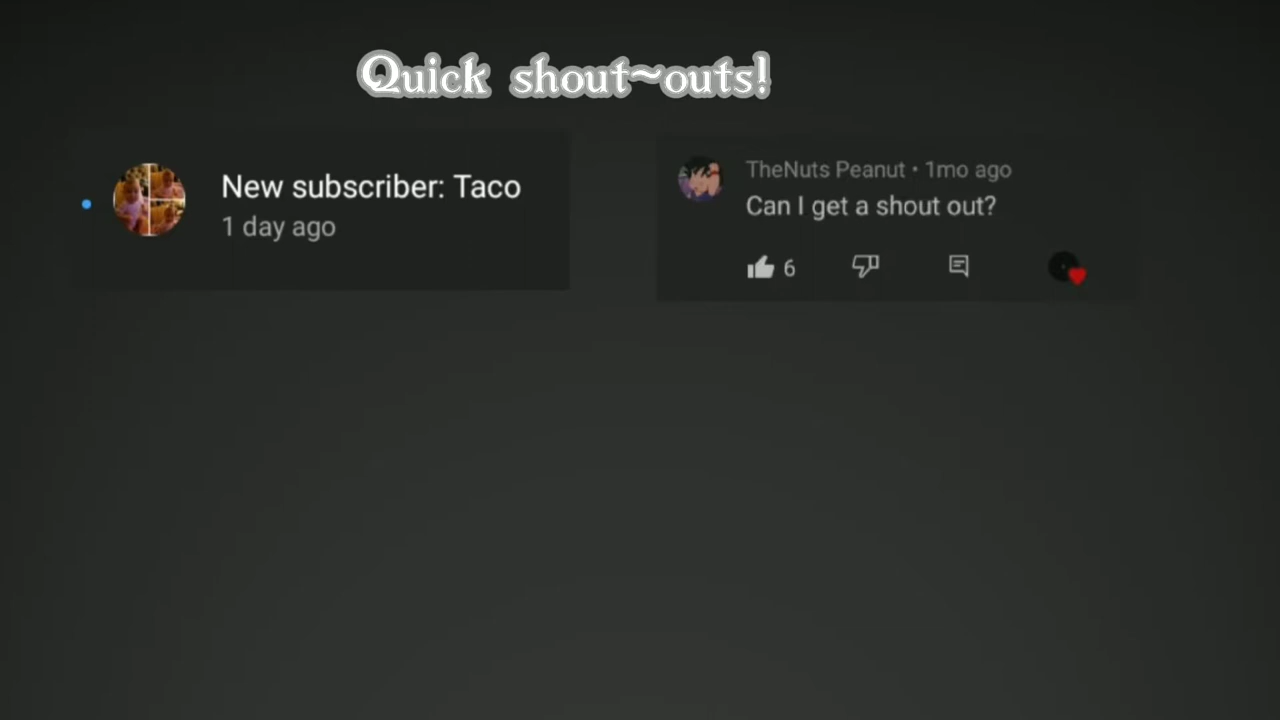 Quick shout~outs!
New subscriber: Taco
1 day ago
TheNuts Peanut • 1mo ago
Can I get a shout out?
6